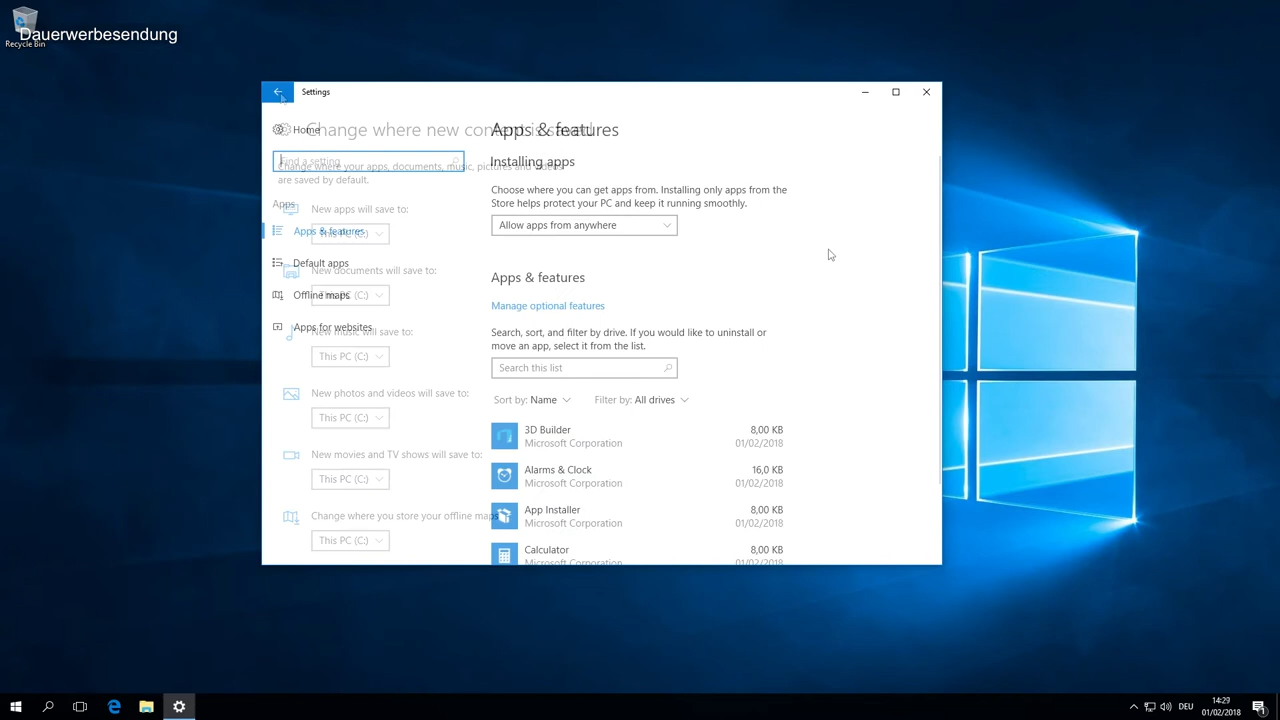 Dauerwerbesendung
Recycle Bin
Settings
Home
Change where new content is saved
Apps & features
Find a setting
Installing apps
Change where your apps, documents, music, pictures and videos
are saved by default.
Choose where you can get apps from. Installing only apps from the
Store helps protect your PC and keep it running smoothly.
Apps
New apps will save to:
Allow apps from anywhere
Apps & features
This PC (C:)
Default apps
New documents will save to:
Apps & features
Offline maps
This PC (C:)
Manage optional features
Apps for websites
New music will save to:
Search, sort, and filter by drive. If you would like to uninstall or
move an app, select it from the list.
This PC (C:)
Search this list
New photos and videos will save to:
Sort by: Name
Filter by: All drives
This PC (C:)
3D Builder
8,00 KB
Microsoft Corporation
01/02/2018
New movies and TV shows will save to:
This PC (C:)
Alarms & Clock
16,0 KB
Microsoft Corporation
01/02/2018
Change where you store your offline maps
This PC (C:)
App Installer
8,00 KB
Microsoft Corporation
01/02/2018
Calculator
8,00 KB
Microsoft Corporation
01/02/2018
DEU
14:29
01/02/2018
1